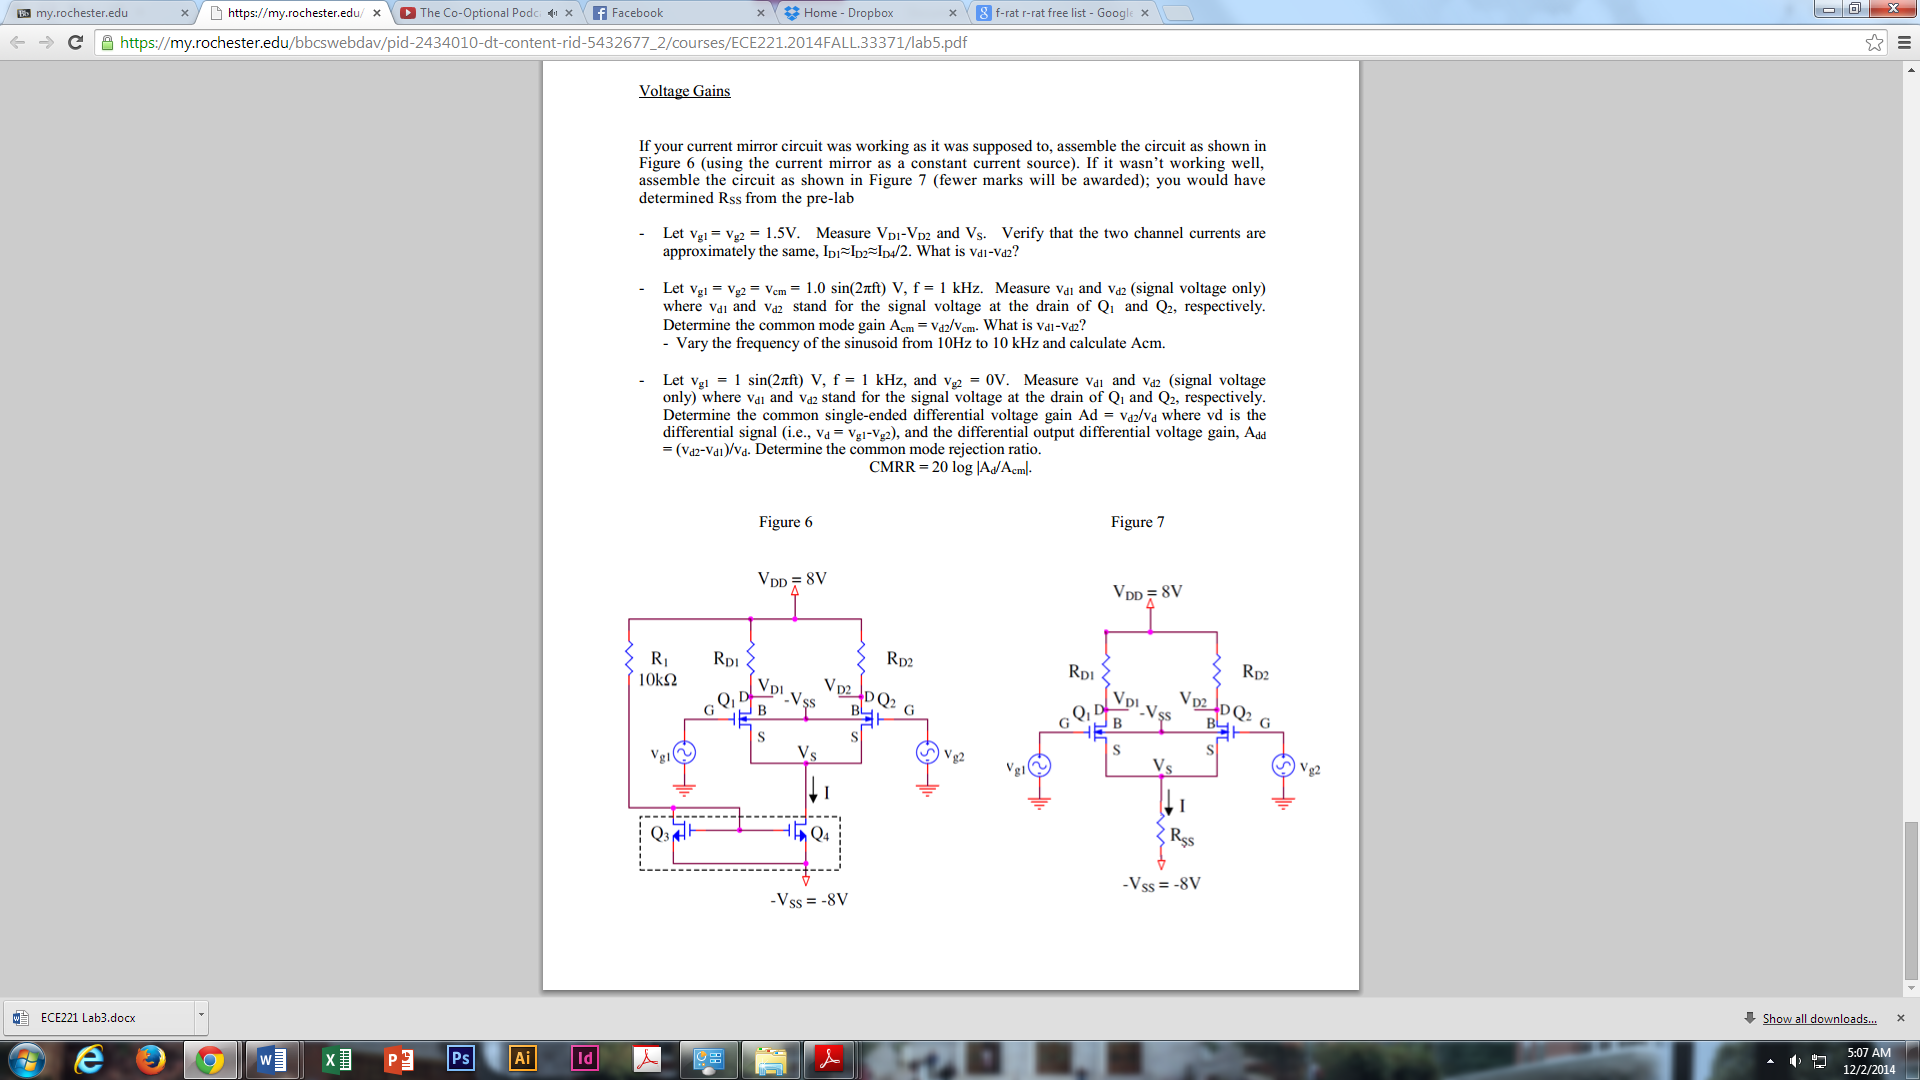 my.rochester.edu
https://my.rochester.edu/
The Co-Optional Podc
Facebook
Home - Dropbox
f-rat r-rat free list - Google
https://my.rochester.edu/bbcswebdav/pid-2434010-dt-content-rid-5432677_2/courses/ECE221.2014FALL.33371/lab5.pdf
Voltage Gains
If your current mirror circuit was working as it was supposed to, assemble the circuit as shown in
Figure 6 (using the current mirror as a constant current source). If it wasn't working well,
assemble the circuit as shown in Figure 7 (fewer marks will be awarded); you would have
determined RSS from the pre-lab
- Let vg1 = vg2 = 1.5V. Measure VD1-VD2 and VS. Verify that the two channel currents are
approximately the same, ID1≈ID2≈ID4/2. What is vd1-vd2?
- Let vg1 = vg2 = vcm = 1.0 sin(2πft) V, f = 1 kHz. Measure vd1 and vd2 (signal voltage only)
where vd1 and vd2 stand for the signal voltage at the drain of Q1 and Q2, respectively.
Determine the common mode gain Acm = vd2/vcm. What is vd1-vd2?
- Vary the frequency of the sinusoid from 10Hz to 10 kHz and calculate Acm.
- Let vg1 = 1 sin(2πft) V, f = 1 kHz, and vg2 = 0V. Measure vd1 and vd2 (signal voltage
only) where vd1 and vd2 stand for the signal voltage at the drain of Q1 and Q2, respectively.
Determine the common single-ended differential voltage gain Ad = vd2/vd where vd is the
differential signal (i.e., vd = vg1-vg2), and the differential output differential voltage gain, Add
= (vd2-vd1)/vd. Determine the common mode rejection ratio.
CMRR = 20 log |Ad/Acm|.
Figure 6
VDD = 8V
R1
10kΩ
RD1
RD2
VD1
VD2
-VSS
Q1
Q2
D
D
G
B
B
G
S
S
vg1
VS
vg2
I
Q3
Q4
-VSS = -8V
Figure 7
VDD = 8V
RD1
RD2
VD1
VD2
-VSS
Q1
Q2
D
D
G
B
B
G
S
S
vg1
VS
vg2
I
RSS
-VSS = -8V
ECE221 Lab3.docx
Show all downloads...
Ps
Ai
Id
5:07 AM
12/2/2014